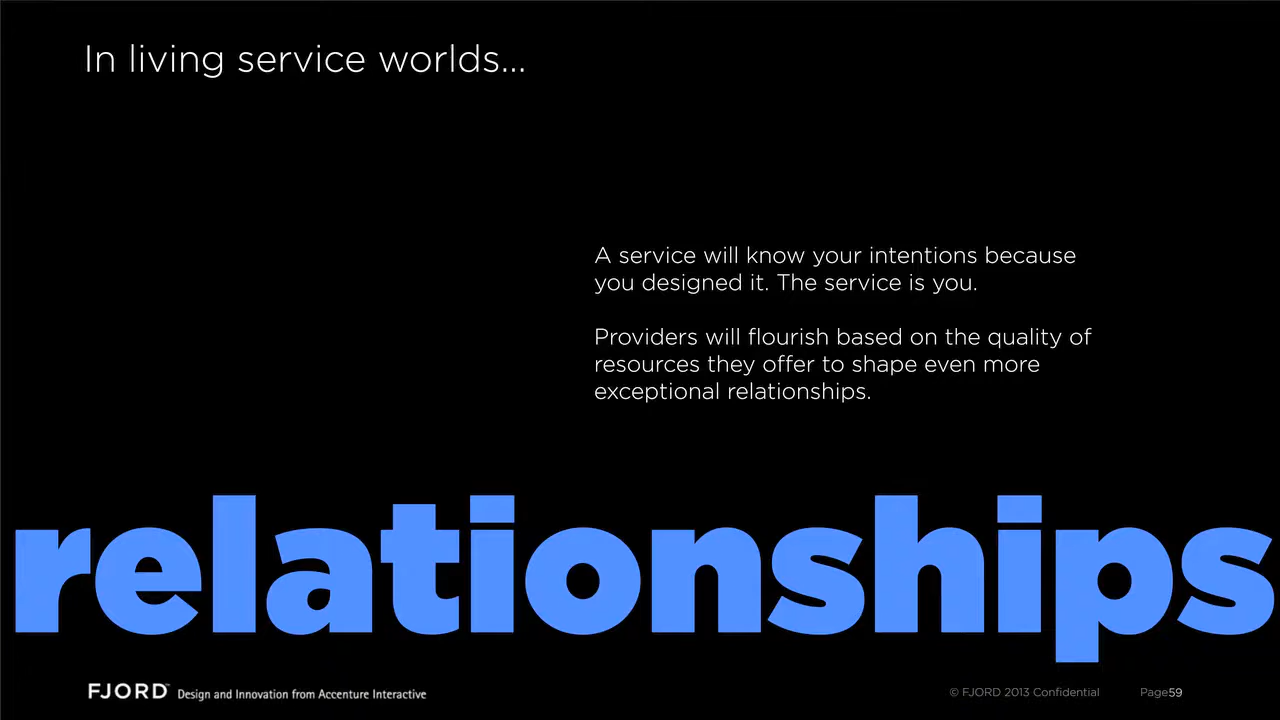 In living service worlds...
A service will know your intentions because
you designed it. The service is you.
Providers will flourish based on the quality of
resources they offer to shape even more
exceptional relationships.
relationships
FJORD™ Design and Innovation from Accenture Interactive
© FJORD 2013 Confidential Page59